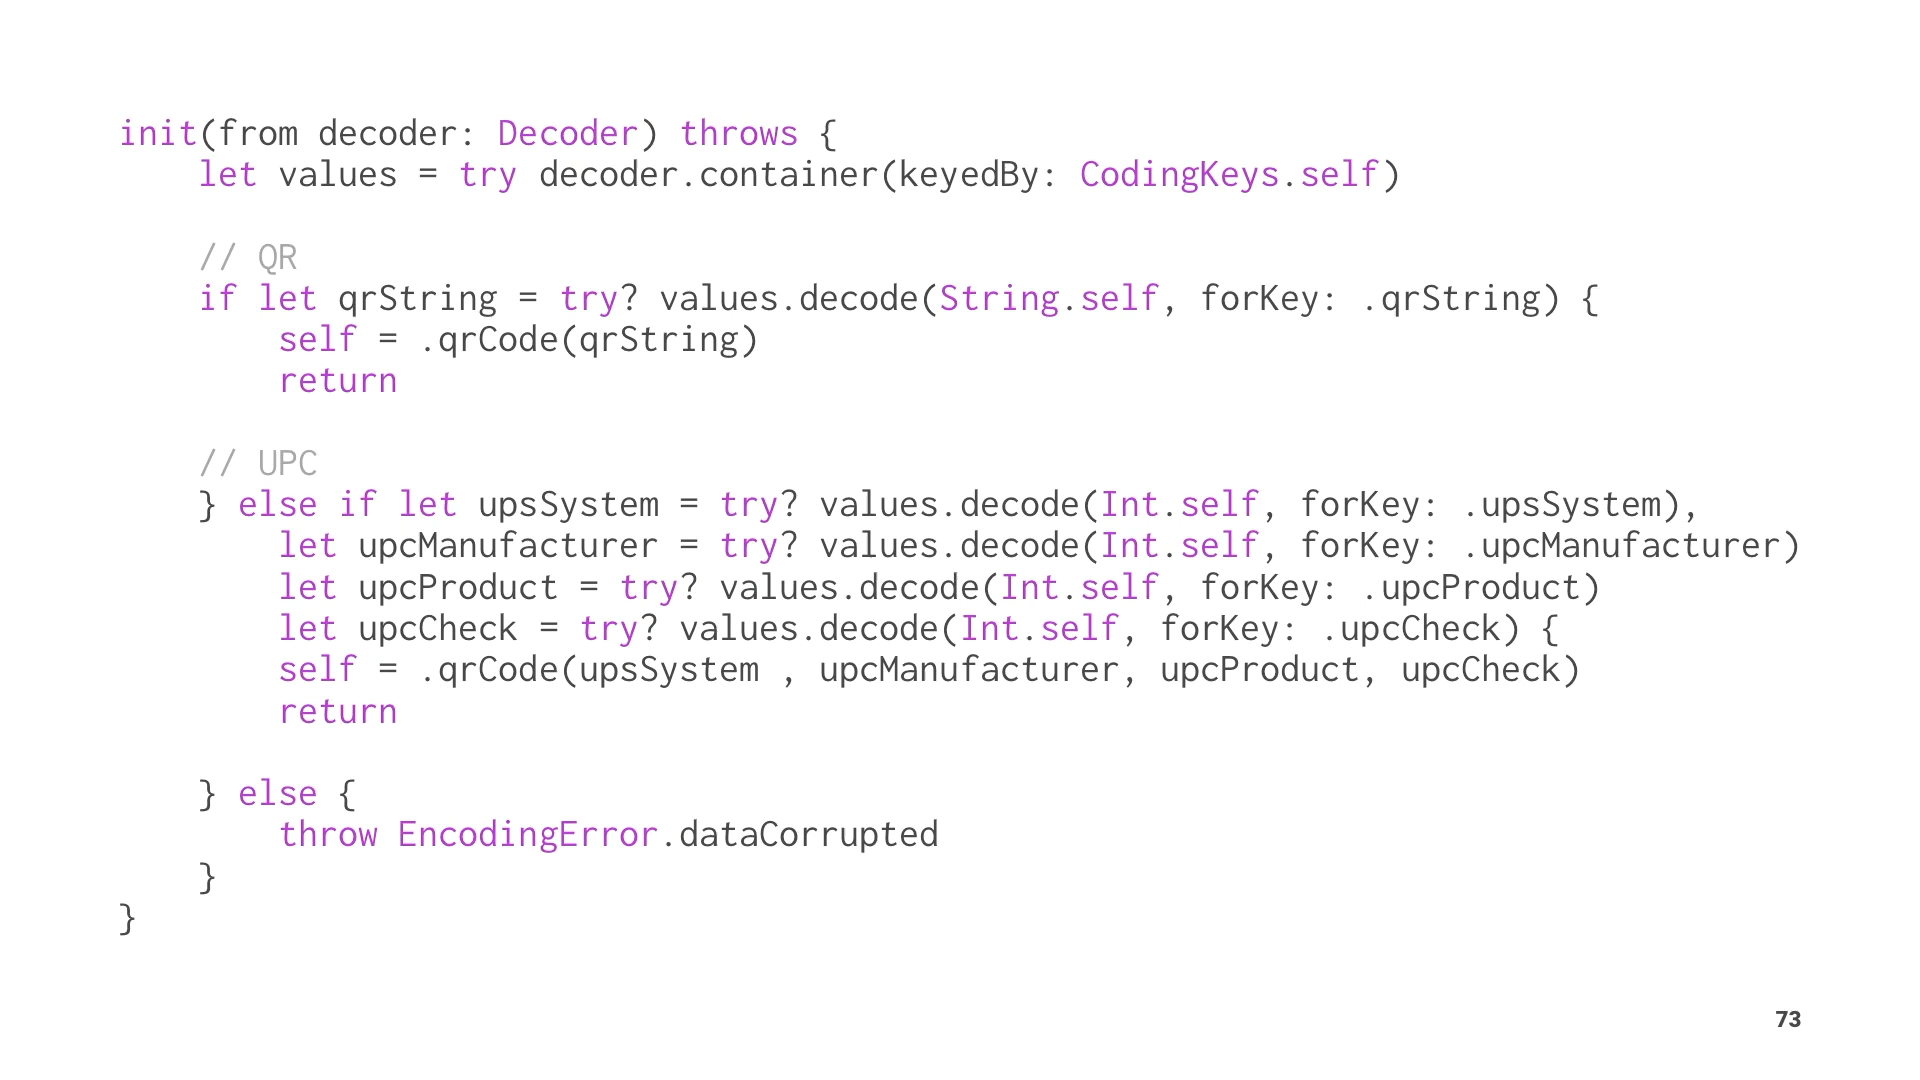 init(from decoder: Decoder) throws {
    let values = try decoder.container(keyedBy: CodingKeys.self)
    // QR
    if let qrString = try? values.decode(String.self, forKey: .qrString) {
        self = .qrCode(qrString)
        return
    // UPC
    } else if let upsSystem = try? values.decode(Int.self, forKey: .upsSystem),
        let upcManufacturer = try? values.decode(Int.self, forKey: .upcManufacturer)
        let upcProduct = try? values.decode(Int.self, forKey: .upcProduct)
        let upcCheck = try? values.decode(Int.self, forKey: .upcCheck) {
        self = .qrCode(upsSystem , upcManufacturer, upcProduct, upcCheck)
        return
    } else {
        throw EncodingError.dataCorrupted
    }
}
73